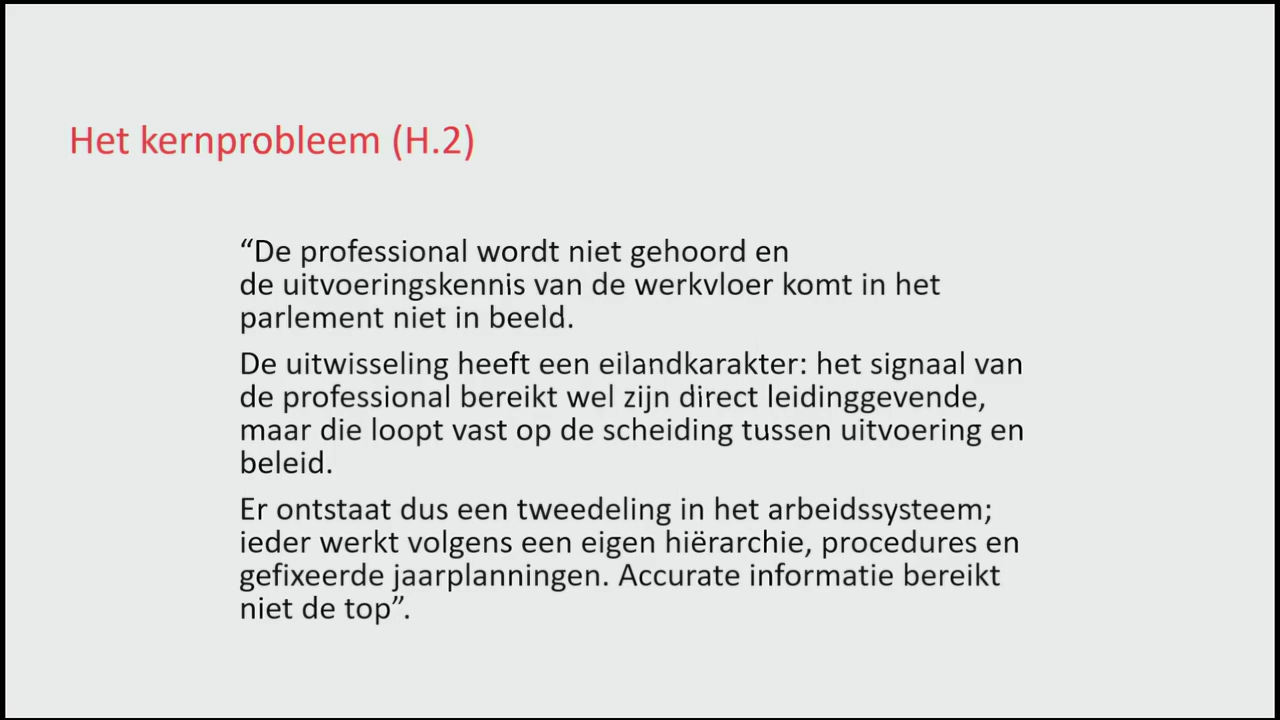 Het kernprobleem (H.2)
“De professional wordt niet gehoord en
de uitvoeringskennis van de werkvloer komt in het
parlement niet in beeld.
De uitwisseling heeft een eilandkarakter: het signaal van
de professional bereikt wel zijn direct leidinggevende,
maar die loopt vast op de scheiding tussen uitvoering en
beleid.
Er ontstaat dus een tweedeling in het arbeidssysteem;
ieder werkt volgens een eigen hiërarchie, procedures en
gefixeerde jaarplanningen. Accurate informatie bereikt
niet de top”.